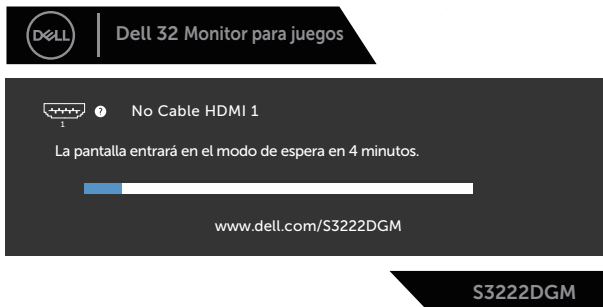 DELL
Dell 32 Monitor para juegos
1
? No Cable HDMI 1
La pantalla entrará en el modo de espera en 4 minutos.
www.dell.com/S3222DGM
S3222DGM